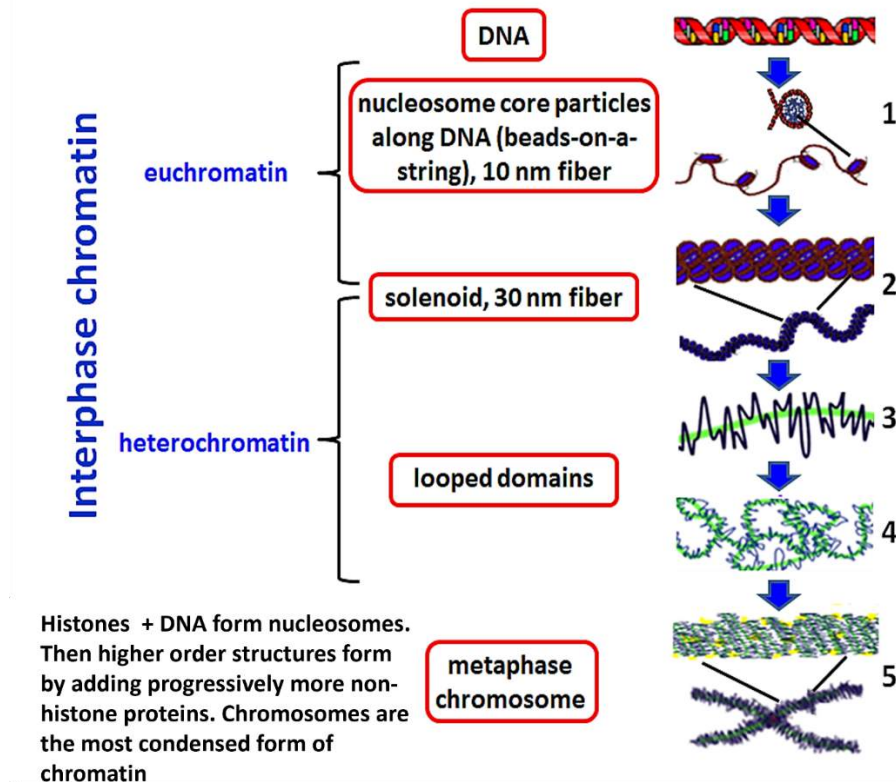 DNA
1
nucleosome core particles
along DNA (beads-on-a-
string), 10 nm fiber
euchromatin
Interphase chromatin
2
solenoid, 30 nm fiber
3
heterochromatin
looped domains
4
Histones + DNA form nucleosomes.
Then higher order structures form
by adding progressively more non-
histone proteins. Chromosomes are
the most condensed form of
chromatin
metaphase
chromosome
5